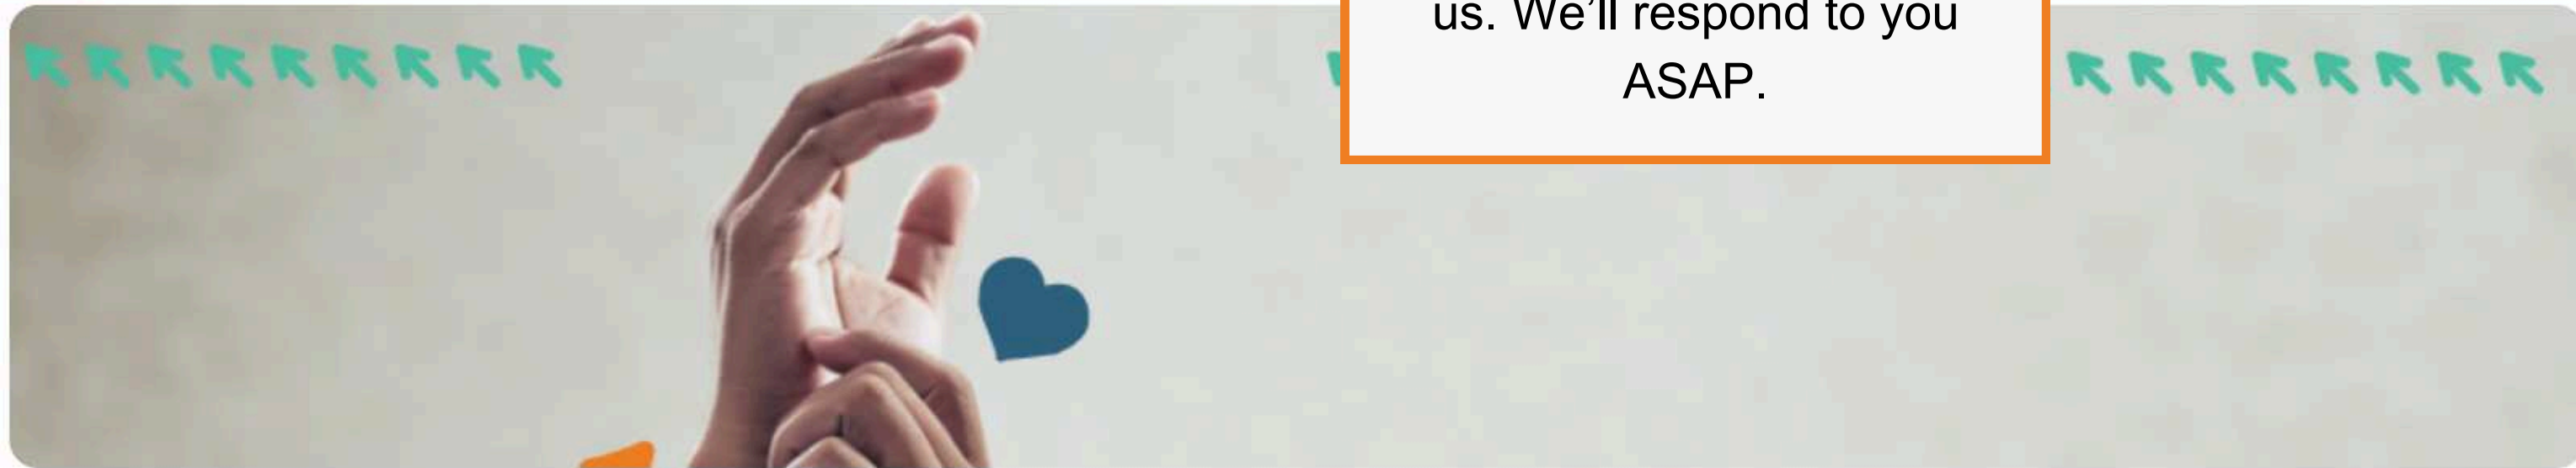 us. We’ll respond to you
ASAP.